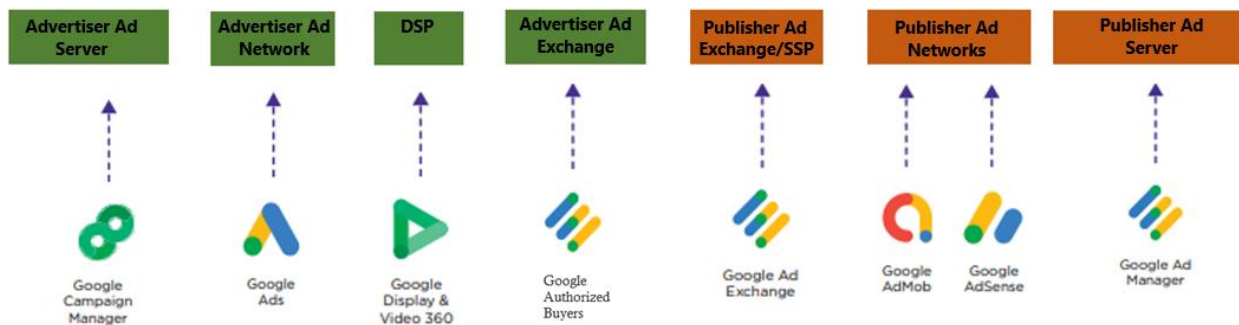 Advertiser Ad
Server
Advertiser Ad
Network
DSP
Advertiser Ad
Exchange
Publisher Ad
Exchange/SSP
Publisher Ad
Networks
Publisher Ad
Server
Google
Campaign
Manager
Google
Ads
Google
Display &
Video 360
Google
Authorized
Buyers
Google Ad
Exchange
Google
AdMob
Google
AdSense
Google Ad
Manager